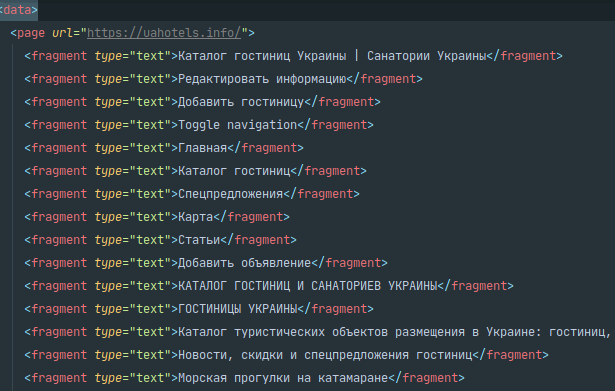 <data>
<page url="https://uahotels.info/">
<fragment type="text">Каталог гостиниц Украины | Санатории Украины</fragment>
<fragment type="text">Редактировать информацию</fragment>
<fragment type="text">Добавить гостиницу</fragment>
<fragment type="text">Toggle navigation</fragment>
<fragment type="text">Главная</fragment>
<fragment type="text">Каталог гостиниц</fragment>
<fragment type="text">Спецпредложения</fragment>
<fragment type="text">Карта</fragment>
<fragment type="text">Статьи</fragment>
<fragment type="text">Добавить объявление</fragment>
<fragment type="text">КАТАЛОГ ГОСТИНИЦ И САНАТОРИЕВ УКРАИНЫ</fragment>
<fragment type="text">ГОСТИНИЦЫ УКРАИНЫ</fragment>
<fragment type="text">Каталог туристических объектов размещения в Украине: гостиниц,
<fragment type="text">Новости, скидки и спецпредложения гостиниц</fragment>
<fragment type="text">Морская прогулки на катамаране</fragment>